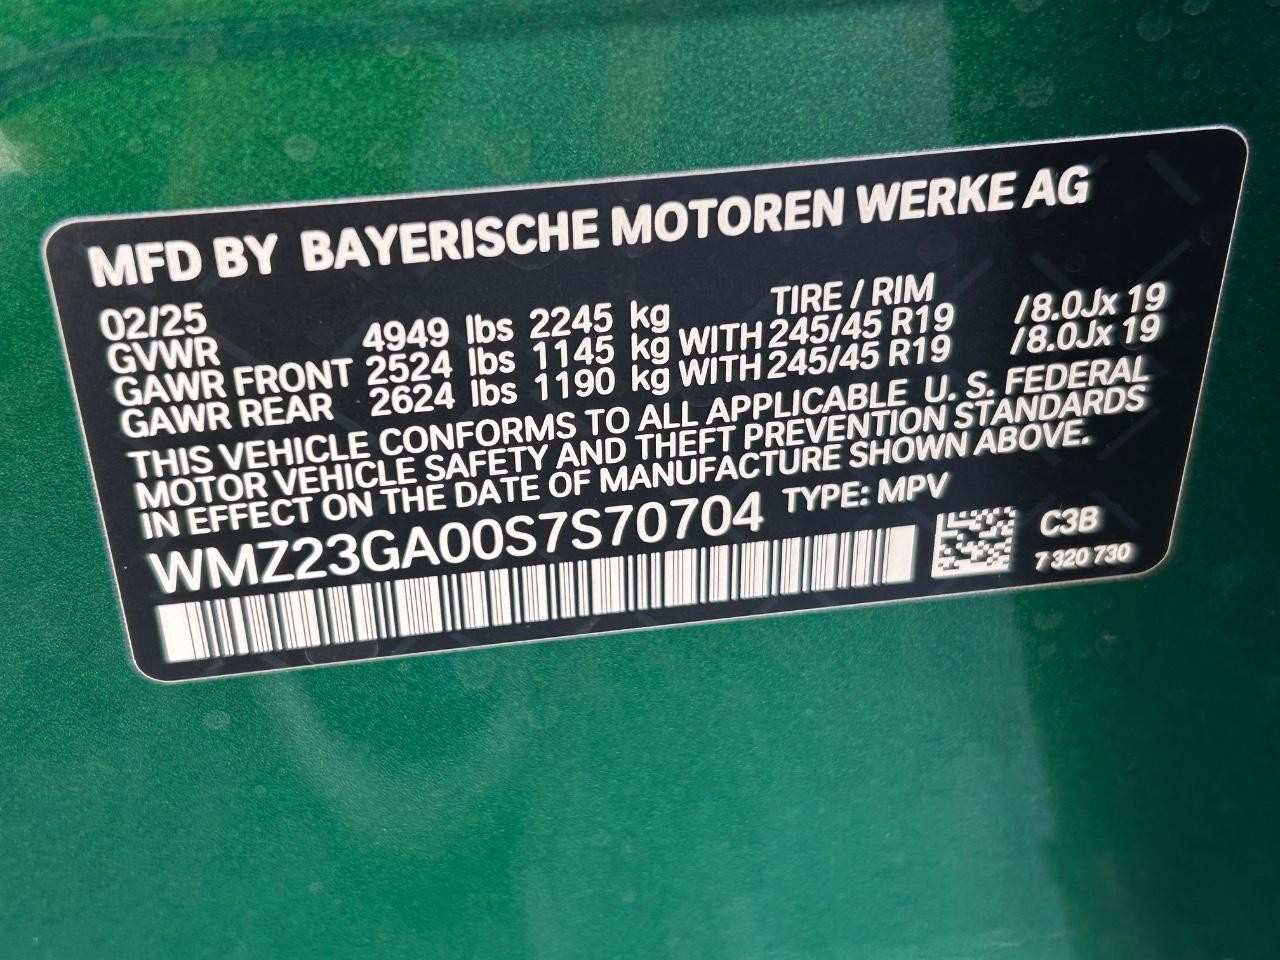 MFD BY BAYERISCHE MOTOREN WERKE AG
02/25 TIRE / RIM
GVWR 4949 lbs 2245 kg
GAWR FRONT 2524 lbs 1145 kg WITH 245/45 R19 /8.0Jx 19
GAWR REAR 2624 lbs 1190 kg WITH 245/45 R19 /8.0Jx 19
THIS VEHICLE CONFORMS TO ALL APPLICABLE U. S. FEDERAL
MOTOR VEHICLE SAFETY AND THEFT PREVENTION STANDARDS
IN EFFECT ON THE DATE OF MANUFACTURE SHOWN ABOVE.
WMZ23GA00S7S70704 TYPE: MPV
C3B
7 320 730